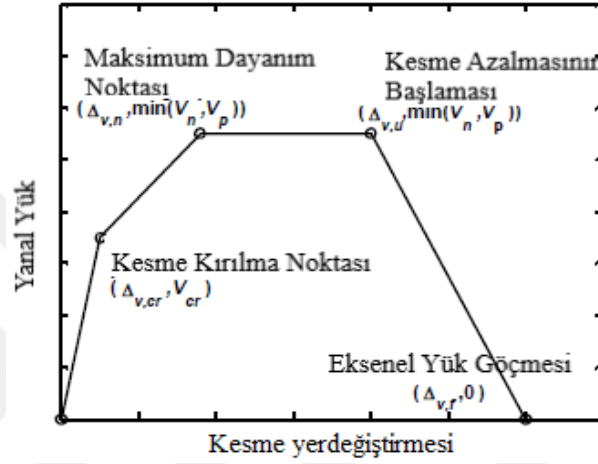 Maksimum Dayanım
Noktası
(Δv,n,min(Vn,Vp))
Kesme Azalmasının
Başlaması
(Δv,u,min(Vn,Vp))
Yanal Yük
Kesme Kırılma Noktası
(Δv,cr,Vcr)
Eksenel Yük Göçmesi
(Δv,f,0)
Kesme yerdeğiştirmesi